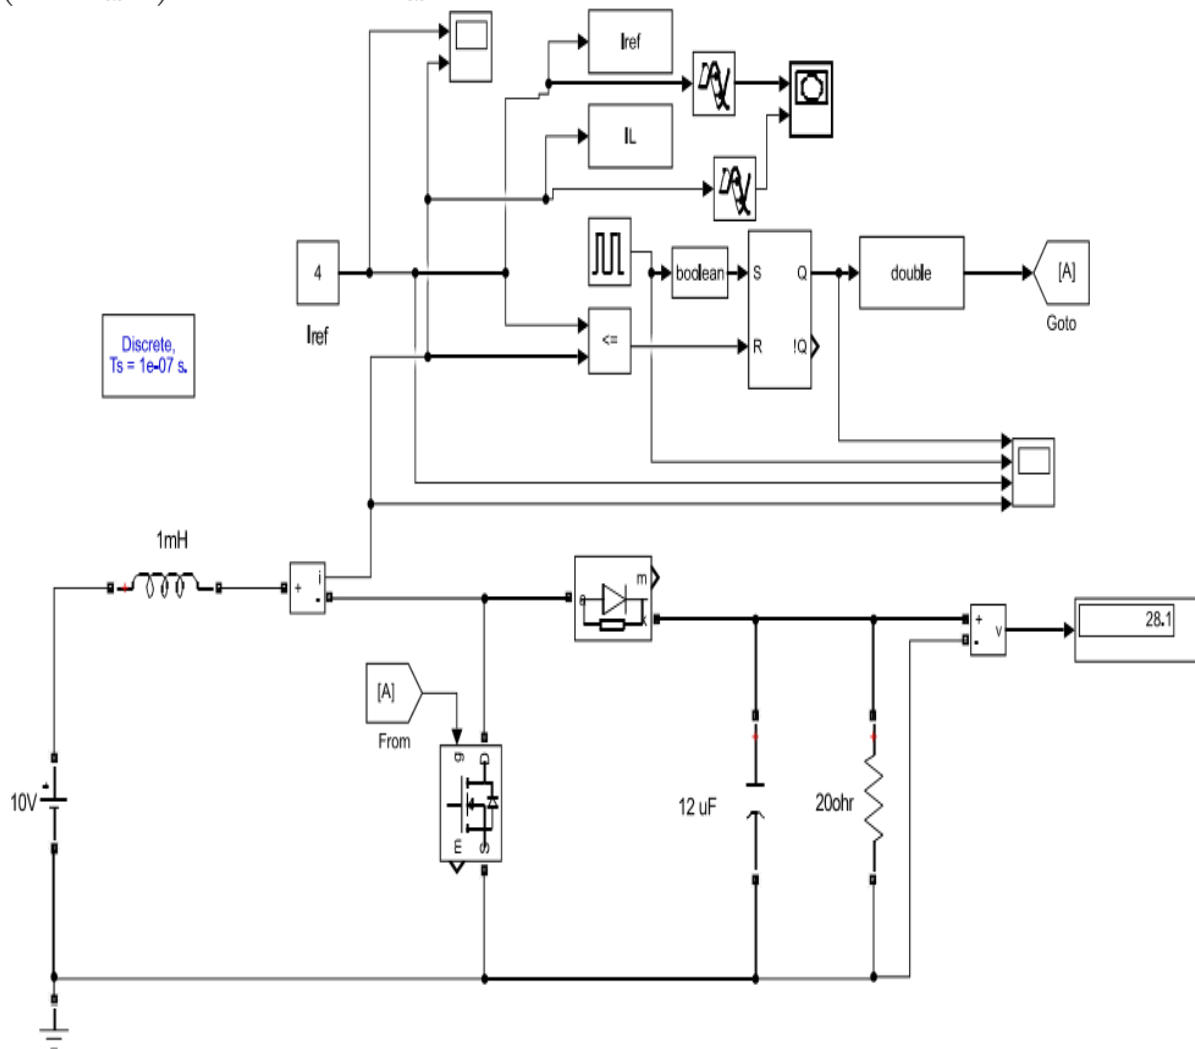 Iref
IL
4
Iref
boolean
S
Q
R
!Q
double
[A]
Goto
<=
Discrete,
Ts = 1e-07 s.
1mH
+
i
-
a
m
k
+
-
v
28.1
[A]
From
g
D
m
S
10V
+
12 uF
20ohr